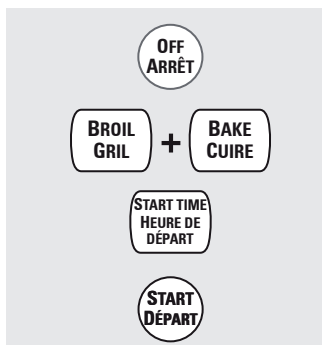 OFF
ARRÊT
BROIL
GRIL
+
BAKE
CUIRE
START TIME
HEURE DE
DÉPART
START
DÉPART